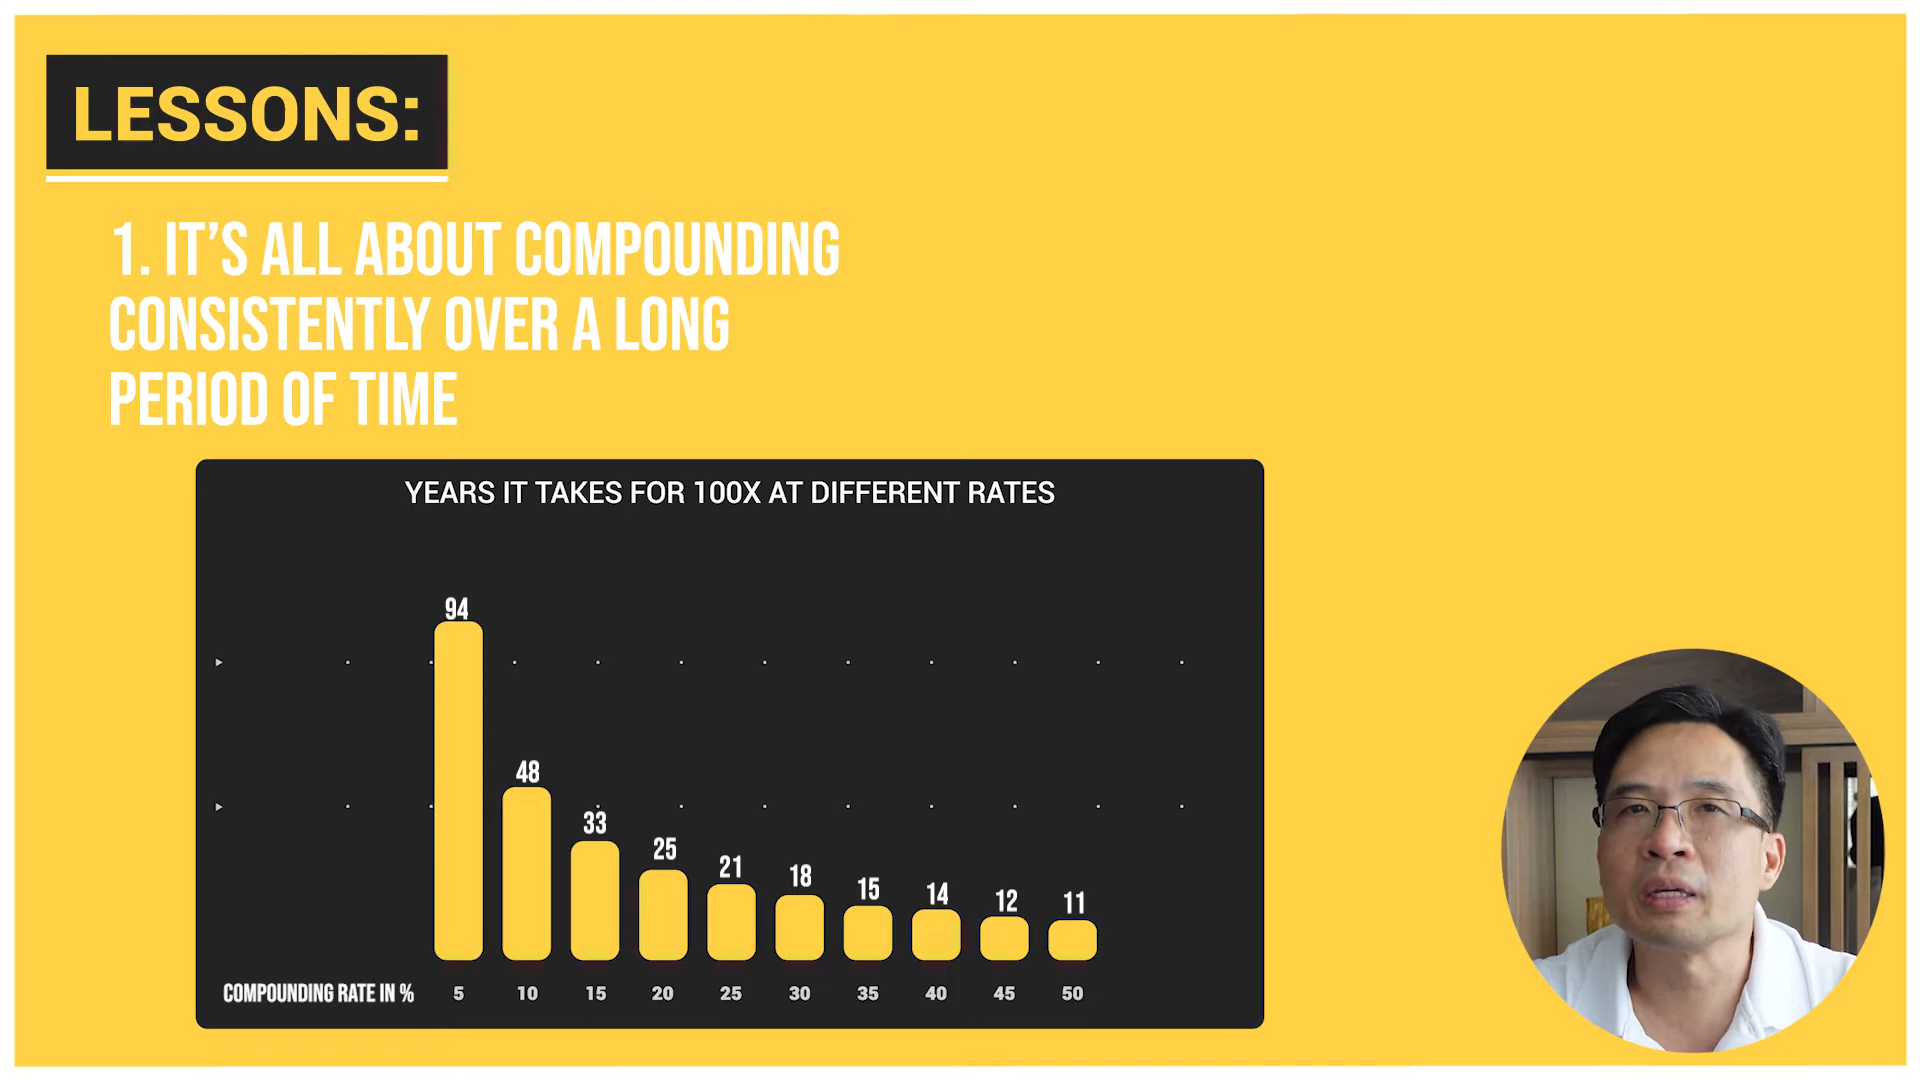 LESSONS:
1. IT'S ALL ABOUT COMPOUNDING
CONSISTENTLY OVER A LONG
PERIOD OF TIME
YEARS IT TAKES FOR 100X AT DIFFERENT RATES
94
48
33
25
21
18
15
14
12
11
COMPOUNDING RATE IN % 5 10 15 20 25 30 35 40 45 50